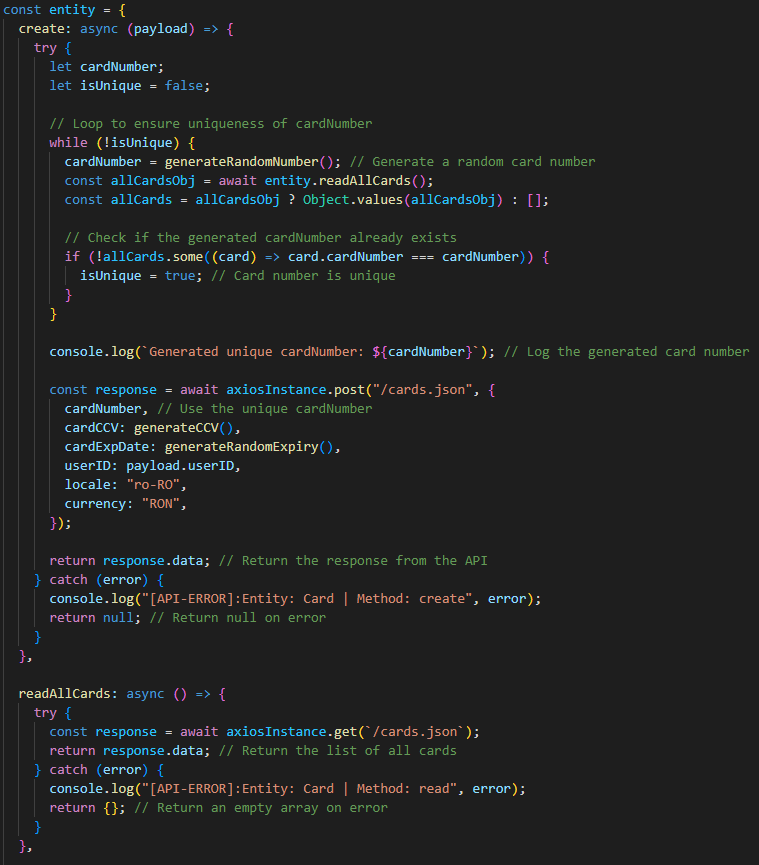 const entity = {
  create: async (payload) => {
    try {
      let cardNumber;
      let isUnique = false;

      // Loop to ensure uniqueness of cardNumber
      while (!isUnique) {
        cardNumber = generateRandomNumber(); // Generate a random card number
        const allCardsObj = await entity.readAllCards();
        const allCards = allCardsObj ? Object.values(allCardsObj) : [];

        // Check if the generated cardNumber already exists
        if (!allCards.some((card) => card.cardNumber === cardNumber)) {
          isUnique = true; // Card number is unique
        }
      }

      console.log(`Generated unique cardNumber: ${cardNumber}`); // Log the generated card number

      const response = await axiosInstance.post("/cards.json", {
        cardNumber, // Use the unique cardNumber
        cardCCV: generateCCV(),
        cardExpDate: generateRandomExpiry(),
        userID: payload.userID,
        locale: "ro-RO",
        currency: "RON",
      });

      return response.data; // Return the response from the API
    } catch (error) {
      console.log("[API-ERROR]:Entity: Card | Method: create", error);
      return null; // Return null on error
    }
  },

  readAllCards: async () => {
    try {
      const response = await axiosInstance.get(`/cards.json`);
      return response.data; // Return the list of all cards
    } catch (error) {
      console.log("[API-ERROR]:Entity: Card | Method: read", error);
      return {}; // Return an empty array on error
    }
  },